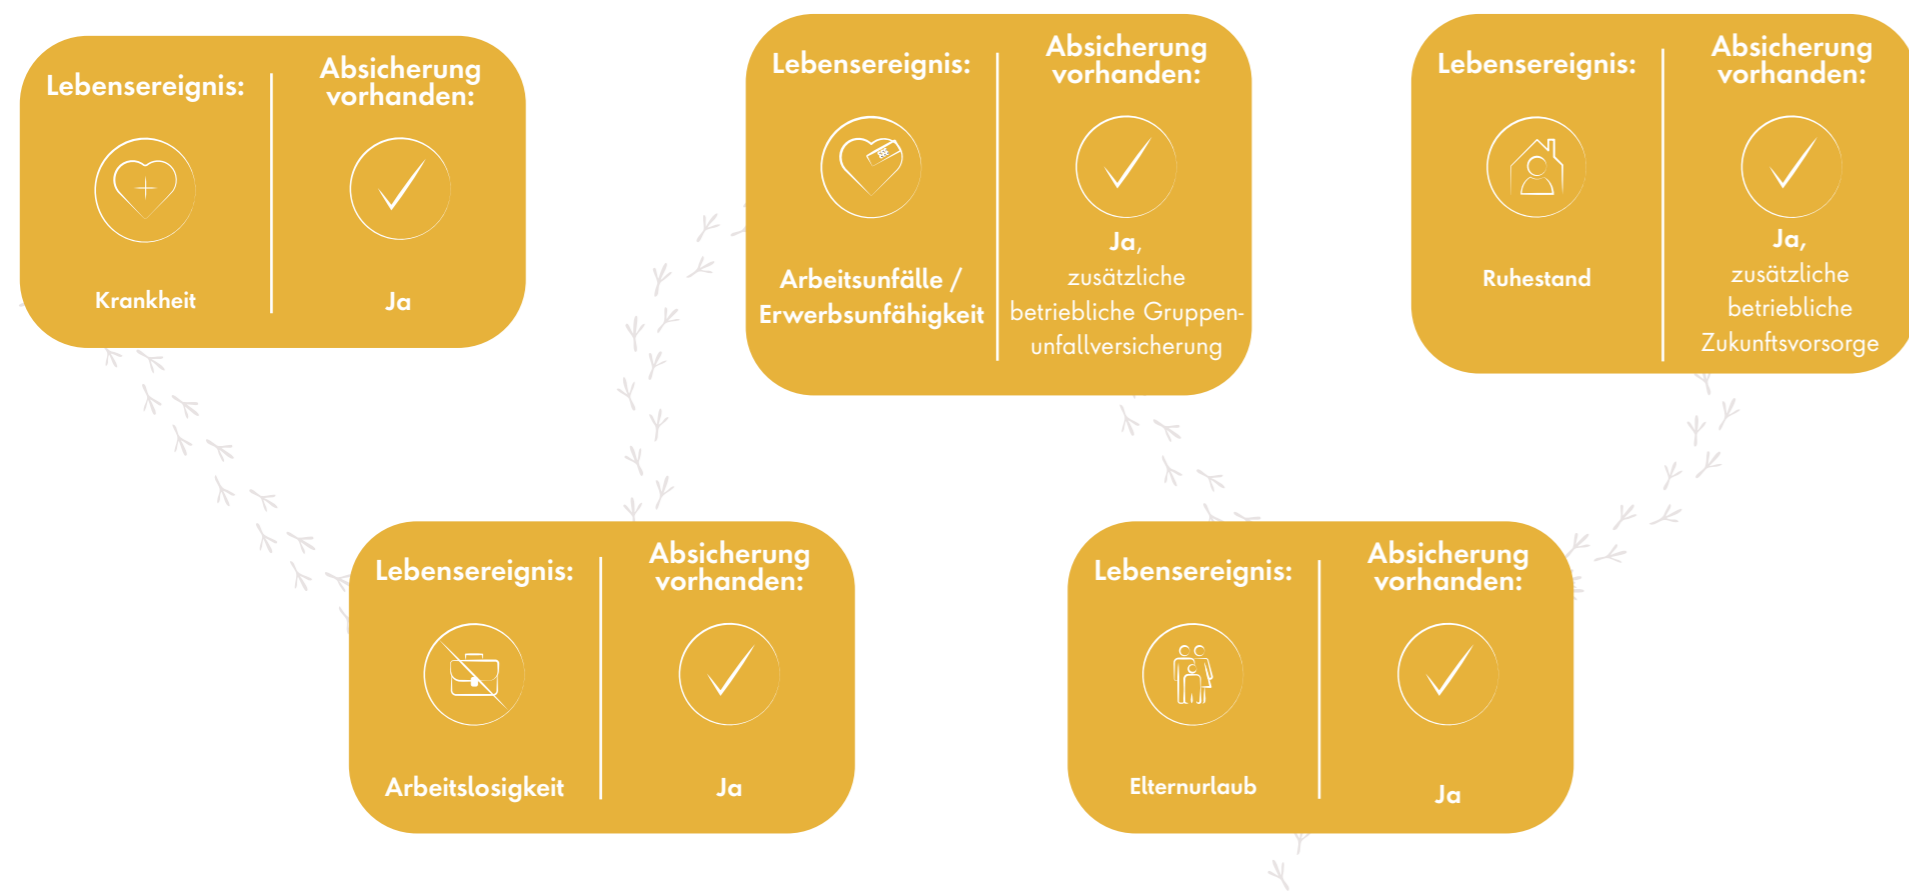 Lebensereignis:
Absicherung
vorhanden:
Krankheit
Ja
Lebensereignis:
Absicherung
vorhanden:
Arbeitsunfälle /
Erwerbsunfähigkeit
Ja,
zusätzliche
betriebliche Gruppen-
unfallversicherung
Lebensereignis:
Absicherung
vorhanden:
Ruhestand
Ja,
zusätzliche
betriebliche
Zukunftsvorsorge
Lebensereignis:
Absicherung
vorhanden:
Arbeitslosigkeit
Ja
Lebensereignis:
Absicherung
vorhanden:
Elternurlaub
Ja